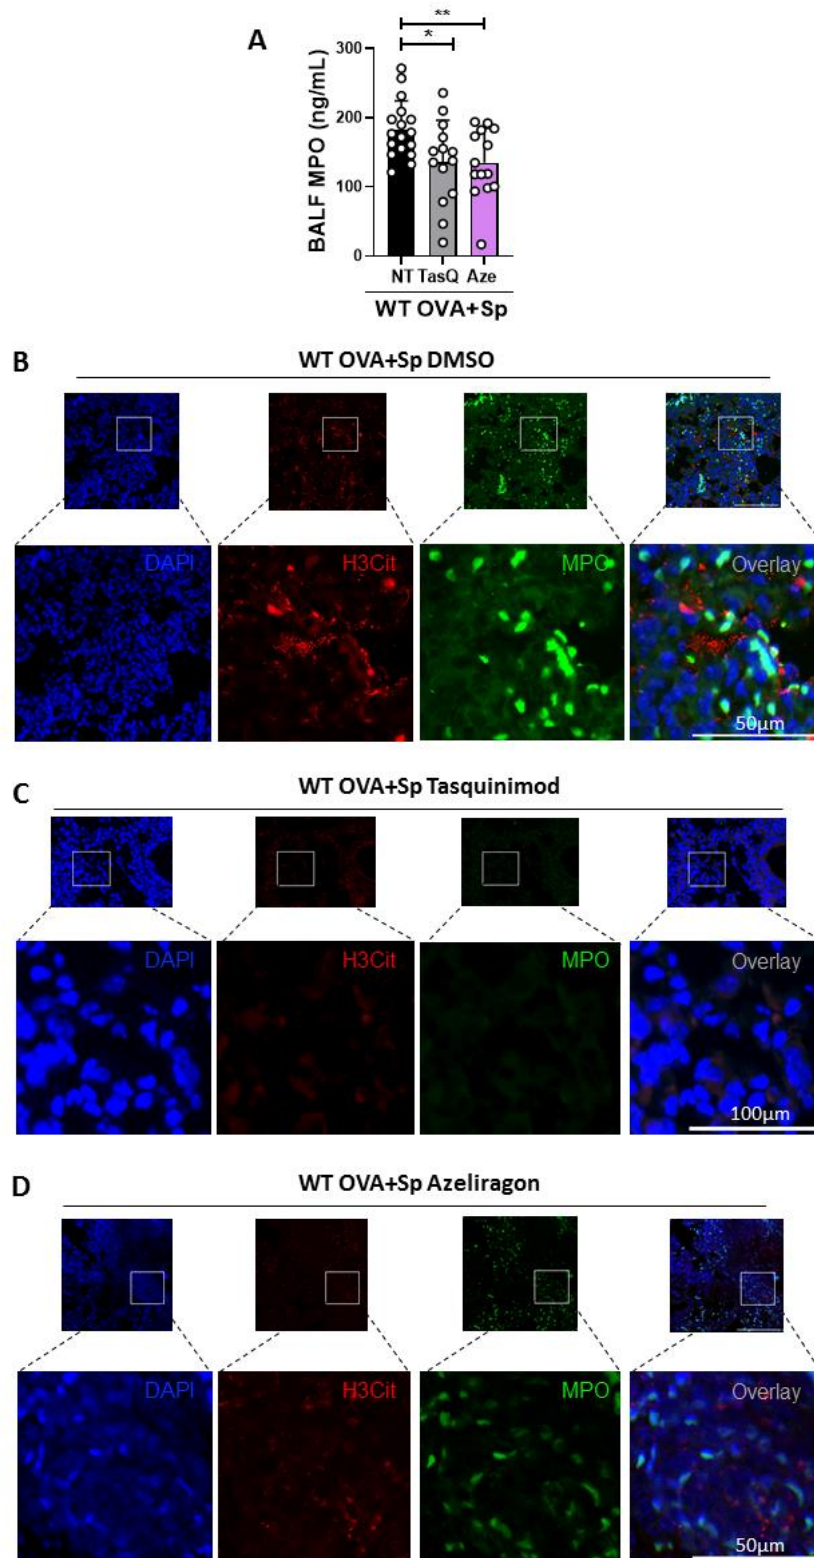 A
**
*
BALF MPO (ng/mL)
300
200
100
0
NT TasQ Aze
WT OVA+Sp
B
WT OVA+Sp DMSO
DAPI H3Cit MPO Overlay
50μm
C
WT OVA+Sp Tasquinimod
DAPI H3Cit MPO Overlay
100μm
D
WT OVA+Sp Azeliragon
DAPI H3Cit MPO Overlay
50μm